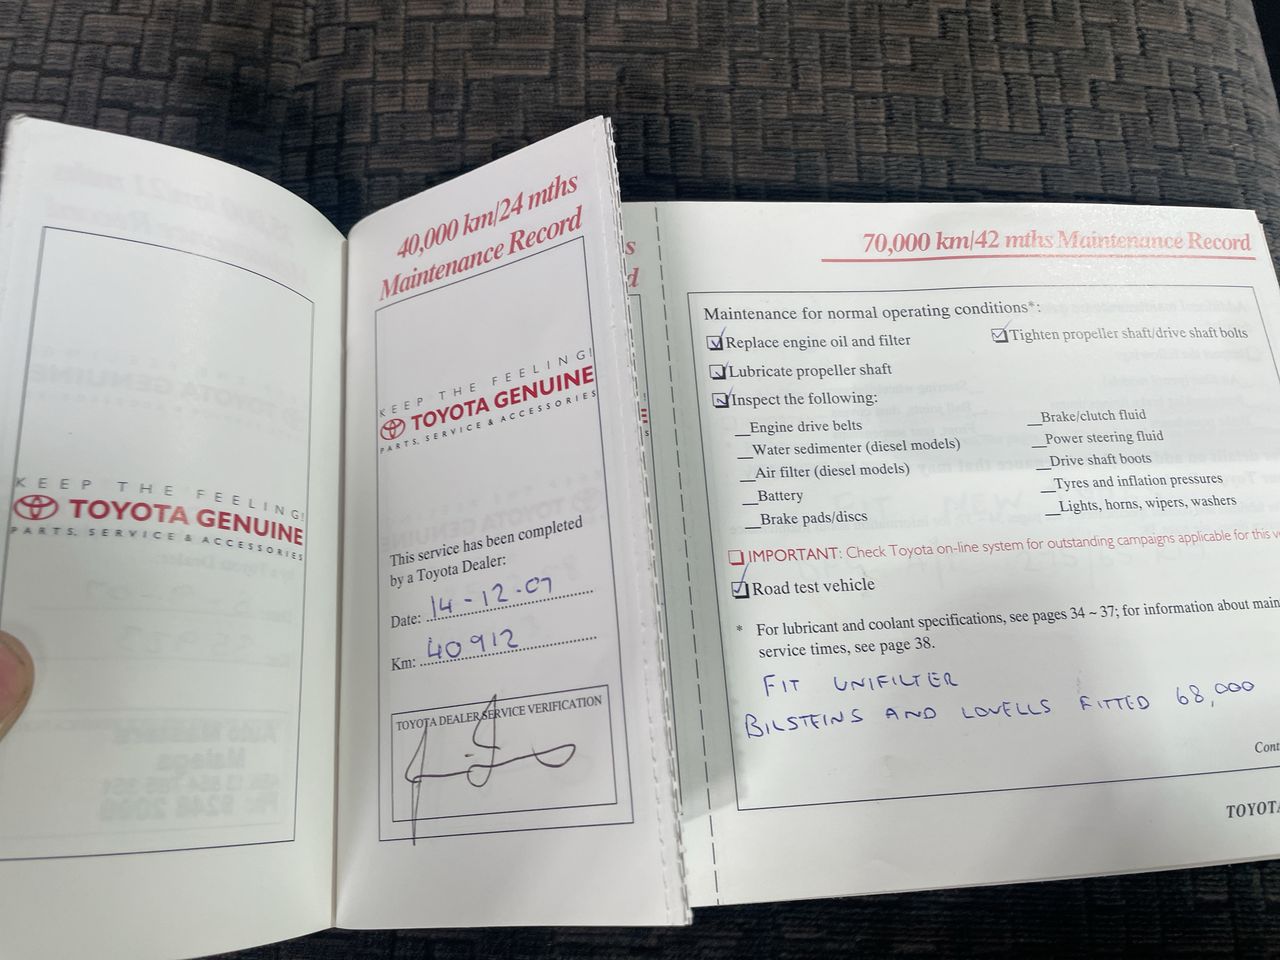 KEEP THE FEELING!
TOYOTA GENUINE
PARTS, SERVICE & ACCESSORIES
40,000 km/24 mths
Maintenance Record
KEEP THE FEELING!
TOYOTA GENUINE
PARTS, SERVICE & ACCESSORIES
This service has been completed
by a Toyota Dealer:
Date: 14-12-07
Km: 40912
TOYOTA DEALER SERVICE VERIFICATION
70,000 km/42 mths Maintenance Record
Maintenance for normal operating conditions*:
Replace engine oil and filter
Tighten propeller shaft/drive shaft bolts
Lubricate propeller shaft
Inspect the following:
Engine drive belts
Water sedimenter (diesel models)
Air filter (diesel models)
Battery
Brake pads/discs
Brake/clutch fluid
Power steering fluid
Drive shaft boots
Tyres and inflation pressures
Lights, horns, wipers, washers
IMPORTANT: Check Toyota on-line system for outstanding campaigns applicable for this
Road test vehicle
* For lubricant and coolant specifications, see pages 34 ~ 37; for information about
service times, see page 38.
FIT UNIFILTER
BILSTEINS AND LOVELLS FITTED 68,000
TOYOTA